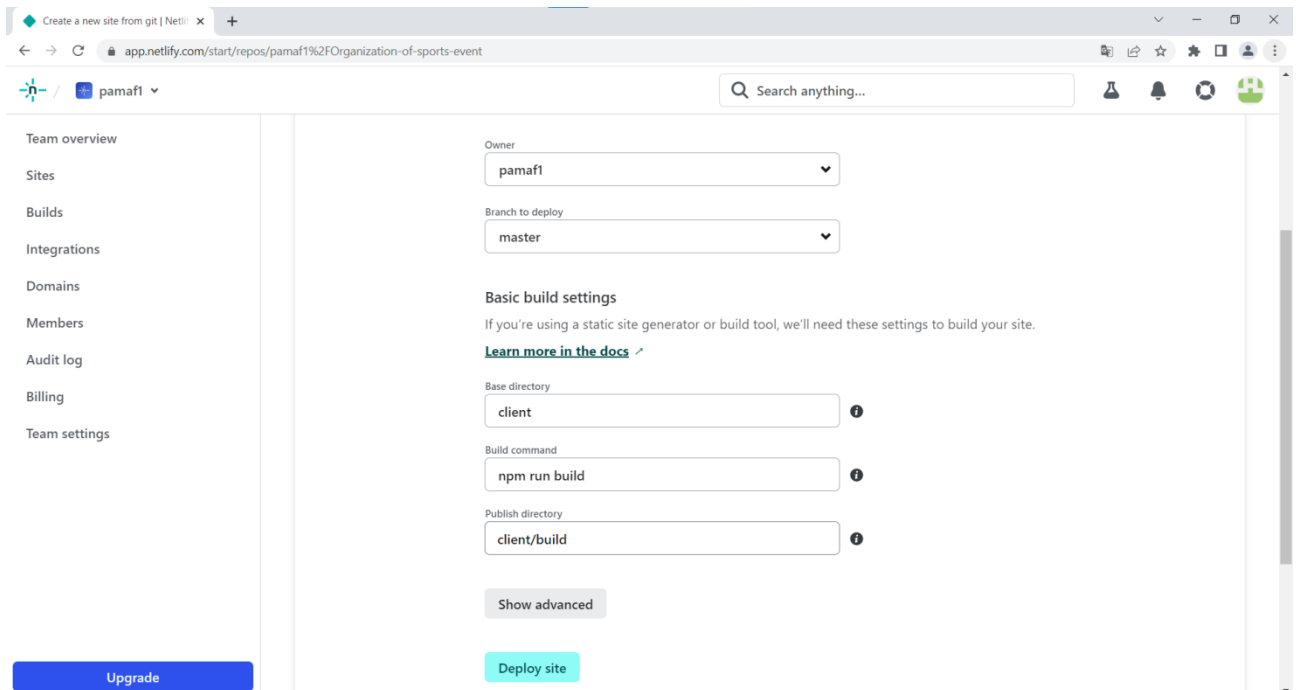 Create a new site from git | Netli
app.netlify.com/start/repos/pamaf1%2FOrganization-of-sports-event
pamaf1
Search anything...
Team overview
Sites
Builds
Integrations
Domains
Members
Audit log
Billing
Team settings
Upgrade
Owner
pamaf1
Branch to deploy
master
Basic build settings
If you're using a static site generator or build tool, we'll need these settings to build your site.
Learn more in the docs
Base directory
client
Build command
npm run build
Publish directory
client/build
Show advanced
Deploy site